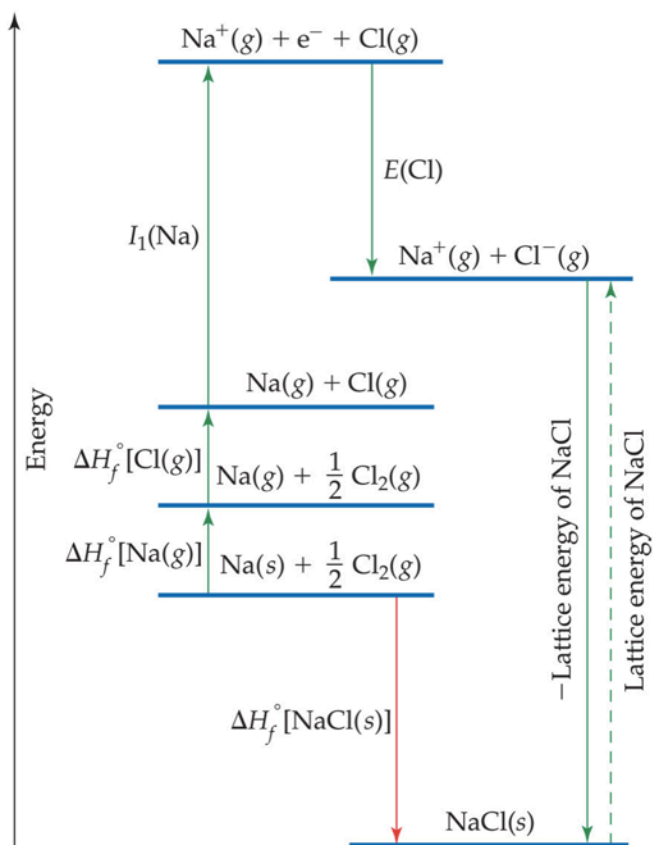 Na⁺(g) + e⁻ + Cl(g)
E(Cl)
I₁(Na)
Na⁺(g) + Cl⁻(g)
Energy
Na(g) + Cl(g)
ΔH°f[Cl(g)]
Na(g) + 1/2 Cl₂(g)
ΔH°f[Na(g)]
Na(s) + 1/2 Cl₂(g)
−Lattice energy of NaCl
Lattice energy of NaCl
ΔH°f[NaCl(s)]
NaCl(s)